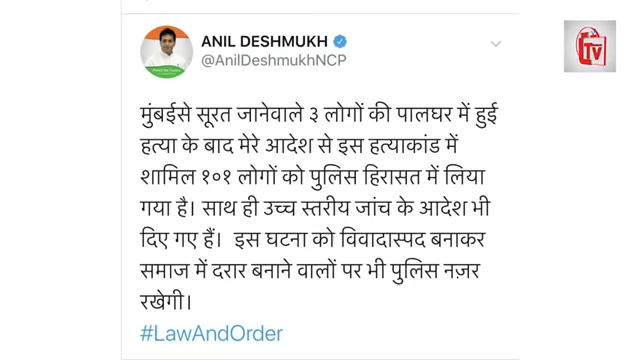 ANIL DESHMUKH
@AnilDeshmukhNCP
मुंबईसे सूरत जानेवाले ३ लोगों की पालघर में हुई
हत्या के बाद मेरे आदेश से इस हत्याकांड में
शामिल १०१ लोगों को पुलिस हिरासत में लिया
गया है। साथ ही उच्च स्तरीय जांच के आदेश भी
दिए गए हैं।  इस घटना को विवादास्पद बनाकर
समाज में दरार बनाने वालों पर भी पुलिस नज़र
रखेगी।
#LawAndOrder
TV